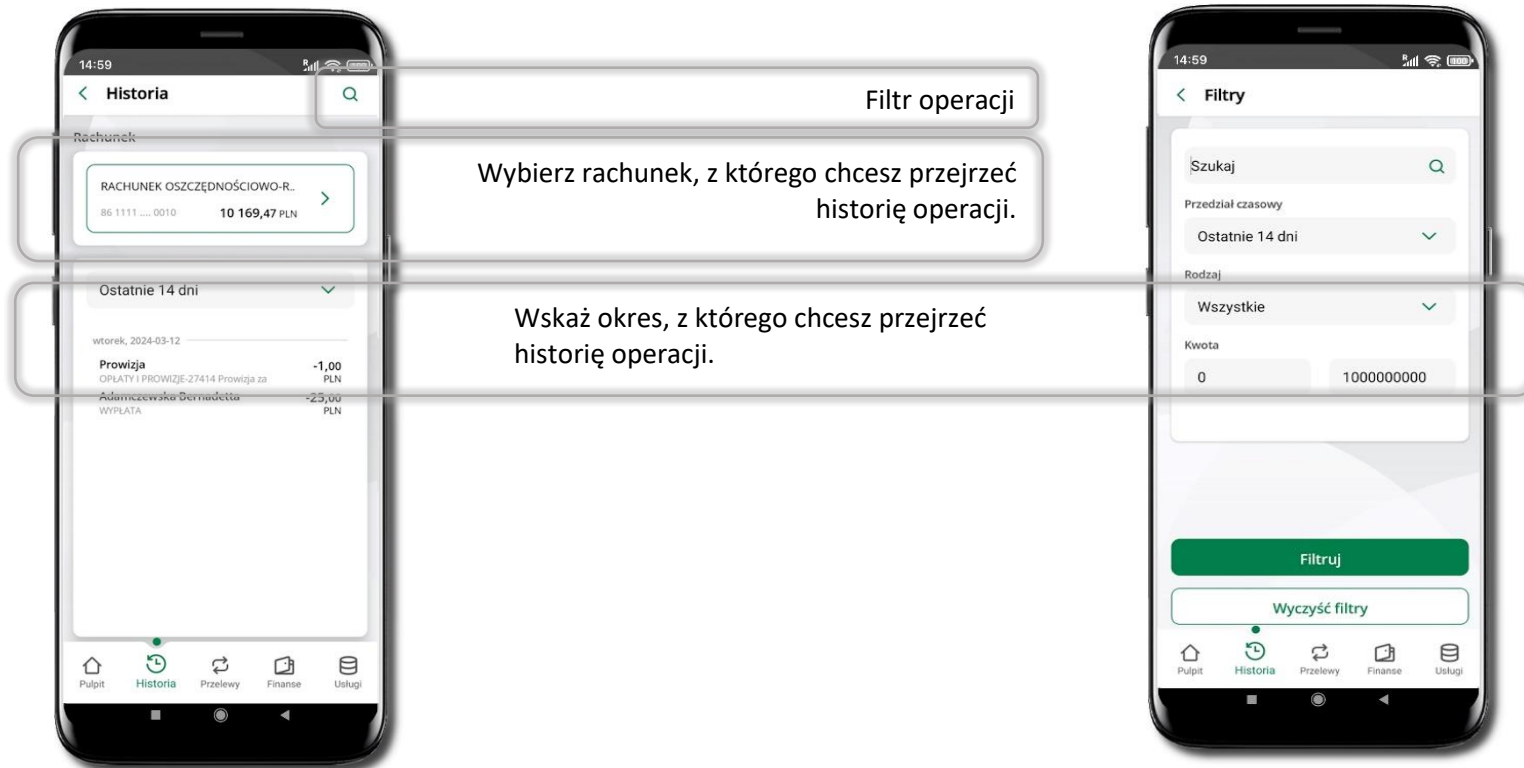 14:59
Historia
Rachunek
RACHUNEK OSZCZĘDNOŚCIOWO-R..
86 1111 .... 0010 10 169,47 PLN
Ostatnie 14 dni
wtorek, 2024-03-12
Prowizja -1,00
OPŁATY I PROWIZJE-27414 Prowizja za PLN
Adamczewska Bernadetta -25,00
WYPŁATA PLN
Pulpit Historia Przelewy Finanse Usługi
Filtr operacji
Wybierz rachunek, z którego chcesz przejrzeć
historię operacji.
Wskaż okres, z którego chcesz przejrzeć
historię operacji.
14:59
Filtry
Szukaj
Przedział czasowy
Ostatnie 14 dni
Rodzaj
Wszystkie
Kwota
0 1000000000
Filtruj
Wyczyść filtry
Pulpit Historia Przelewy Finanse Usługi